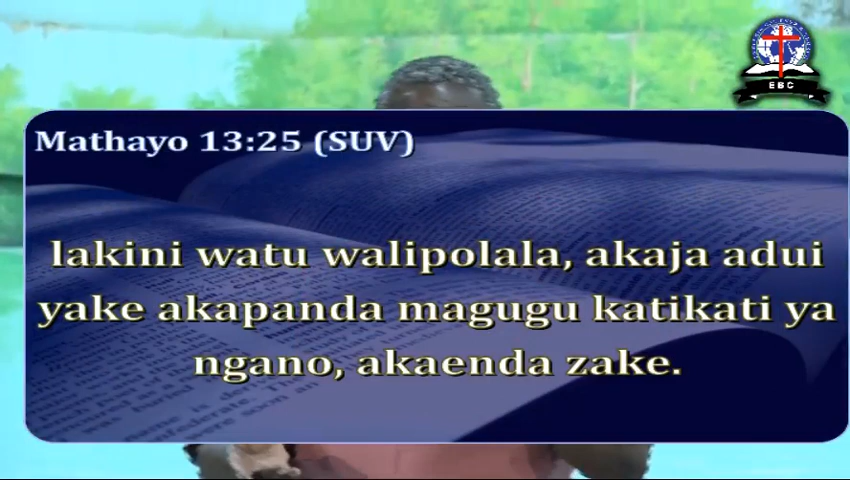 EBC
Mathayo 13:25 (SUV)
lakini watu walipolala, akaja adui
yake akapanda magugu katikati ya
ngano, akaenda zake.